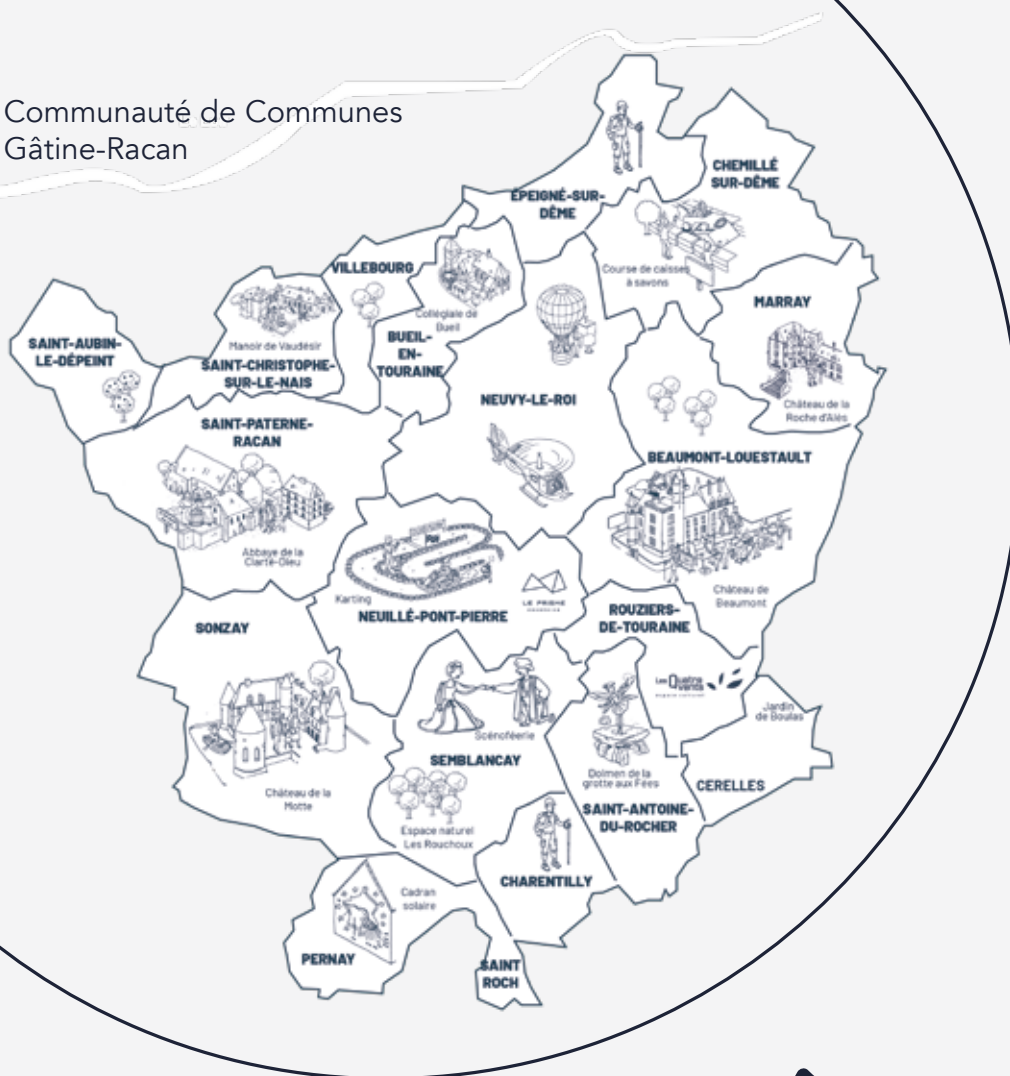 Communauté de Communes
Gâtine-Racan
CHEMILLÉ
SUR-DÊME
ÉPEIGNÉ-SUR-
DÊME
Course de caisses
à savons
VILLEBOURG
MARRAY
Collégiale de
Bueil
BUEIL-
EN-
TOURAINE
SAINT-AUBIN-
LE-DÉPEINT
Manoir de Vaudésir
SAINT-CHRISTOPHE-
SUR-LE-NAIS
NEUVY-LE-ROI
Château de la
Roche d'Alès
SAINT-PATERNE-
RACAN
BEAUMONT-LOUESTAULT
Abbaye de la
Clarté-Dieu
Karting
LE PRISME
NEUILLÉ-PONT-PIERRE
Château de
Beaumont
ROUZIERS-
DE-TOURAINE
SONZAY
Les Quatre
vents
Jardin
de Boulas
Scénoféerie
SEMBLANCAY
Dolmen de la
grotte aux Fées
CERELLES
Château de la
Motte
SAINT-ANTOINE-
DU-ROCHER
Espace naturel
Les Rouchoux
CHARENTILLY
Cadran
solaire
PERNAY
SAINT
ROCH